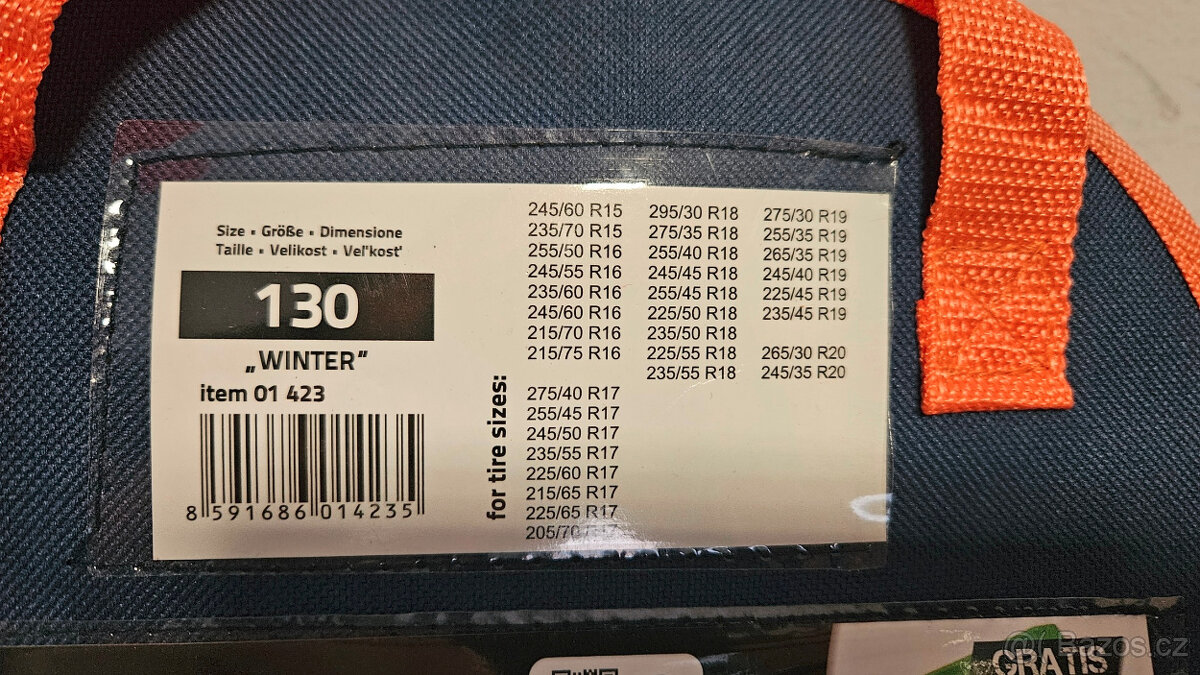 Size ▪ Größe ▪ Dimensione
Taille ▪ Velikost ▪ Vel'kost'
130
„WINTER”
item 01 423
8 591686 014235
for tire sizes:
245/60 R15
235/70 R15
255/50 R16
245/55 R16
235/60 R16
245/60 R16
215/70 R16
215/75 R16
275/40 R17
255/45 R17
245/50 R17
235/55 R17
225/60 R17
215/65 R17
225/65 R17
205/70 R17
295/30 R18
275/35 R18
255/40 R18
245/45 R18
255/45 R18
225/50 R18
235/50 R18
225/55 R18
235/55 R18
275/30 R19
255/35 R19
265/35 R19
245/40 R19
225/45 R19
235/45 R19
265/30 R20
245/35 R20
GRATIS
Bazos.cz